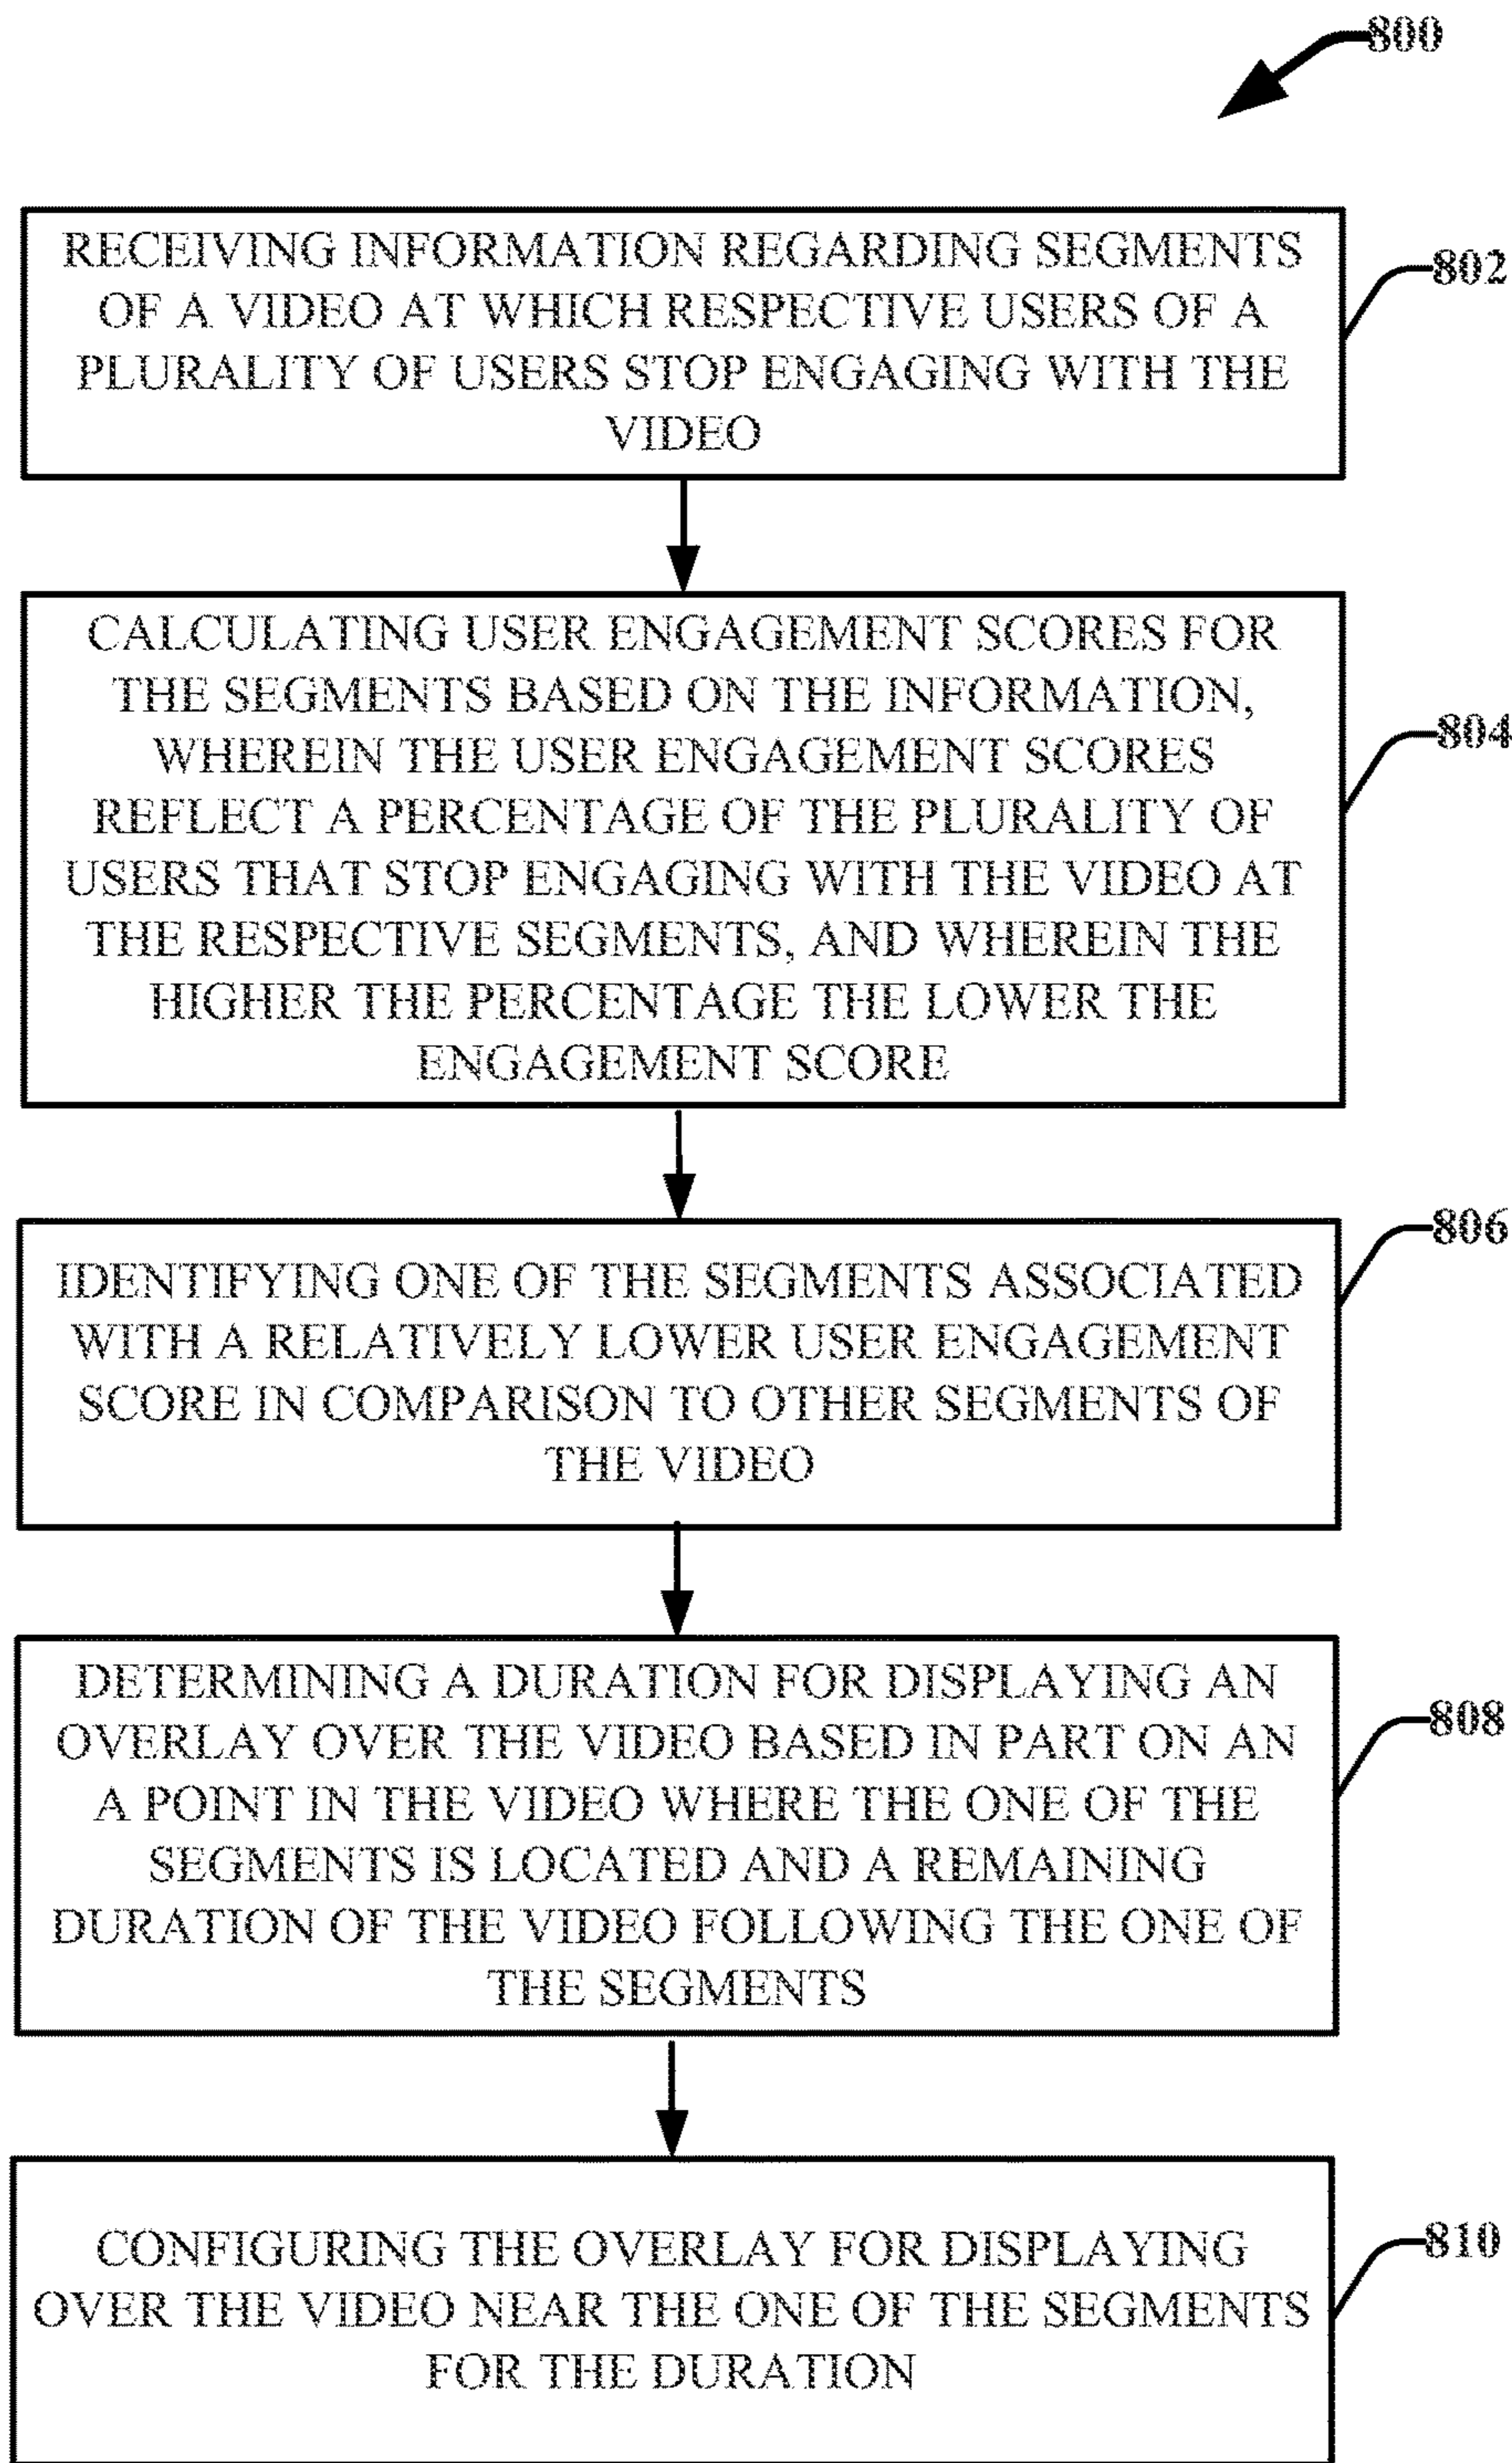 800
RECEIVING INFORMATION REGARDING SEGMENTS
OF A VIDEO AT WHICH RESPECTIVE USERS OF A
PLURALITY OF USERS STOP ENGAGING WITH THE
VIDEO
802
CALCULATING USER ENGAGEMENT SCORES FOR
THE SEGMENTS BASED ON THE INFORMATION,
WHEREIN THE USER ENGAGEMENT SCORES
REFLECT A PERCENTAGE OF THE PLURALITY OF
USERS THAT STOP ENGAGING WITH THE VIDEO AT
THE RESPECTIVE SEGMENTS, AND WHEREIN THE
HIGHER THE PERCENTAGE THE LOWER THE
ENGAGEMENT SCORE
804
IDENTIFYING ONE OF THE SEGMENTS ASSOCIATED
WITH A RELATIVELY LOWER USER ENGAGEMENT
SCORE IN COMPARISON TO OTHER SEGMENTS OF
THE VIDEO
806
DETERMINING A DURATION FOR DISPLAYING AN
OVERLAY OVER THE VIDEO BASED IN PART ON AN
A POINT IN THE VIDEO WHERE THE ONE OF THE
SEGMENTS IS LOCATED AND A REMAINING
DURATION OF THE VIDEO FOLLOWING THE ONE OF
THE SEGMENTS
808
CONFIGURING THE OVERLAY FOR DISPLAYING
OVER THE VIDEO NEAR THE ONE OF THE SEGMENTS
FOR THE DURATION
810